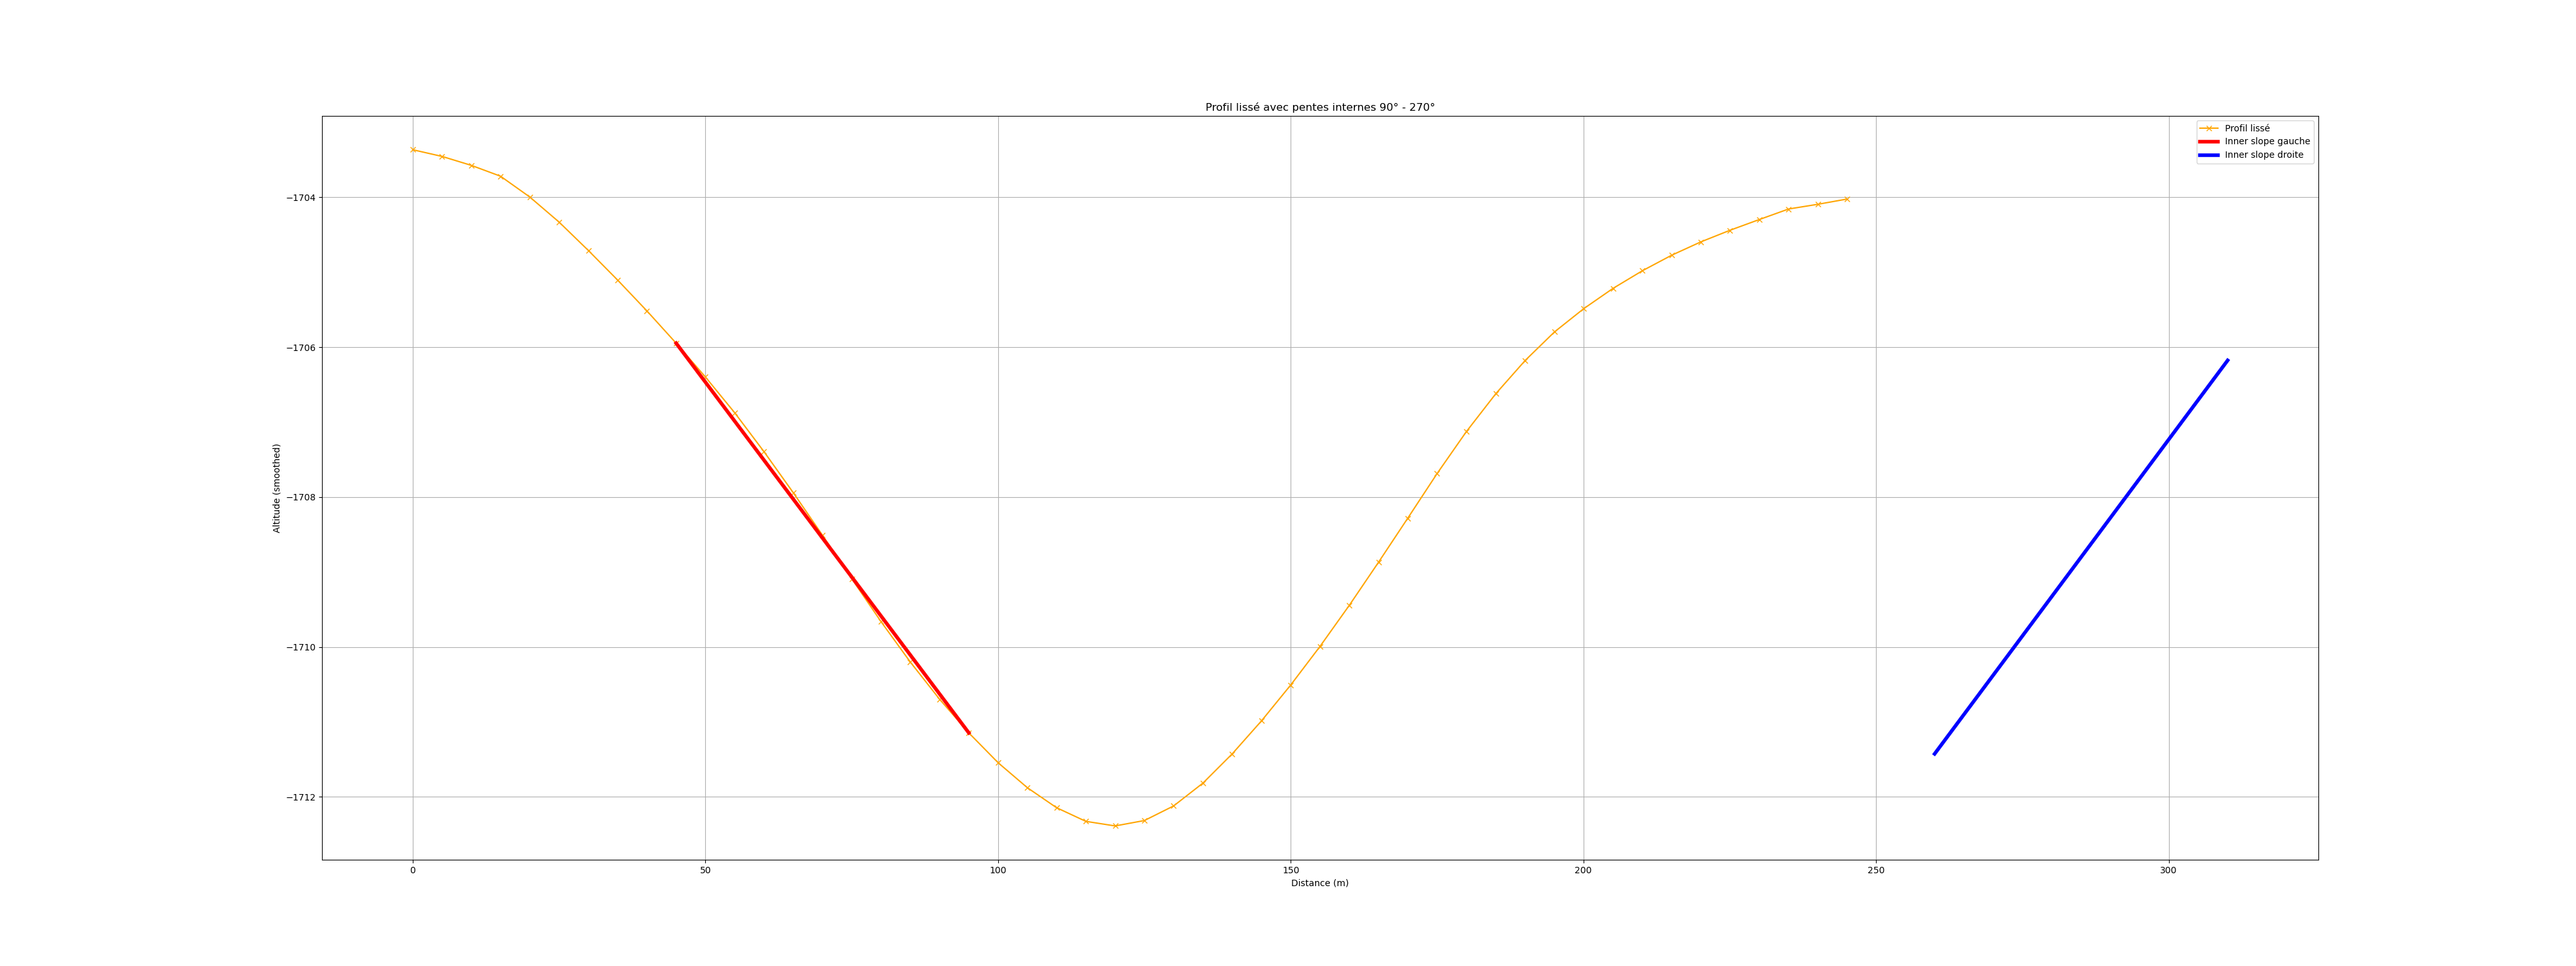 Profil lissé avec pentes internes 90° - 270°
Profil lissé
Inner slope gauche
Inner slope droite
Altitude (smoothed)
−1704
−1706
−1708
−1710
−1712
0
50
100
150
200
250
300
Distance (m)